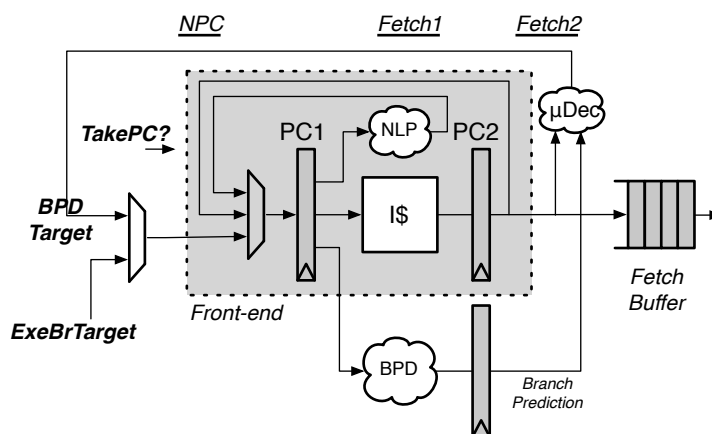 NPC
Fetch1
Fetch2
TakePC?
PC1
NLP
PC2
µDec
BPD
Target
I$
Fetch
Buffer
Front-end
ExeBrTarget
BPD
Branch
Prediction